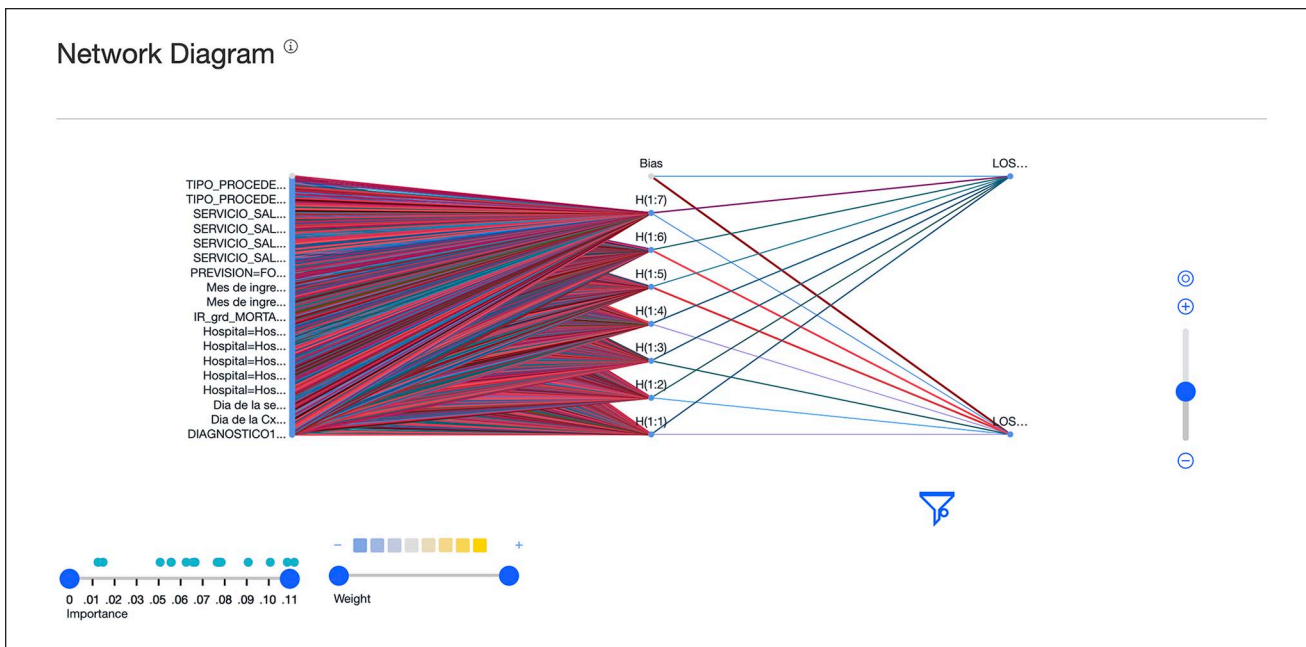 Network Diagram
Bias
LOS...
TIPO_PROCEDE...
TIPO_PROCEDE...
SERVICIO_SAL...
SERVICIO_SAL...
SERVICIO_SAL...
SERVICIO_SAL...
PREVISION=FO...
Mes de ingre...
Mes de ingre...
IR_grd_MORTA...
Hospital=Hos...
Hospital=Hos...
Hospital=Hos...
Hospital=Hos...
Hospital=Hos...
Dia de la se...
Dia de la Cx...
DIAGNOSTICO1...
H(1:7)
H(1:6)
H(1:5)
H(1:4)
H(1:3)
H(1:2)
H(1:1)
LOS...
− +
0 .01 .02 .03 .05 .06 .07 .08 .09 .10 .11
Importance
Weight